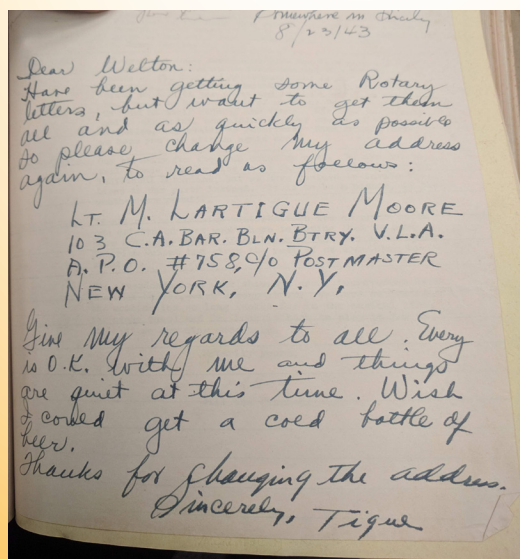 Somewhere in Sicily
8/23/43
Dear Welton:
Have been getting some Rotary
letters, but want to get them
all and as quickly as possible
so please change my address
again, to read as follows:
LT. M. LARTIGUE MOORE
103 C.A. BAR. BLN. BTRY. V.L.A.
A.P.O. #758, c/o POSTMASTER
NEW YORK, N.Y.
Give my regards to all. Every
is O.K. with me and things
are quiet at this time. Wish
I could get a cold bottle of
beer.
Thanks for changing the address.
Sincerely, Tigue